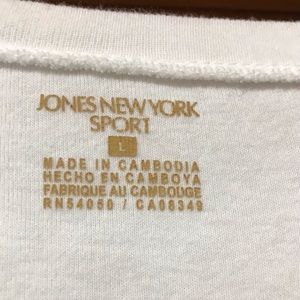 JONES NEW YORK
SPORT
L
MADE IN CAMBODIA
HECHO EN CAMBOYA
FABRIQUE AU CAMBODGE
RN54050 / CA08349